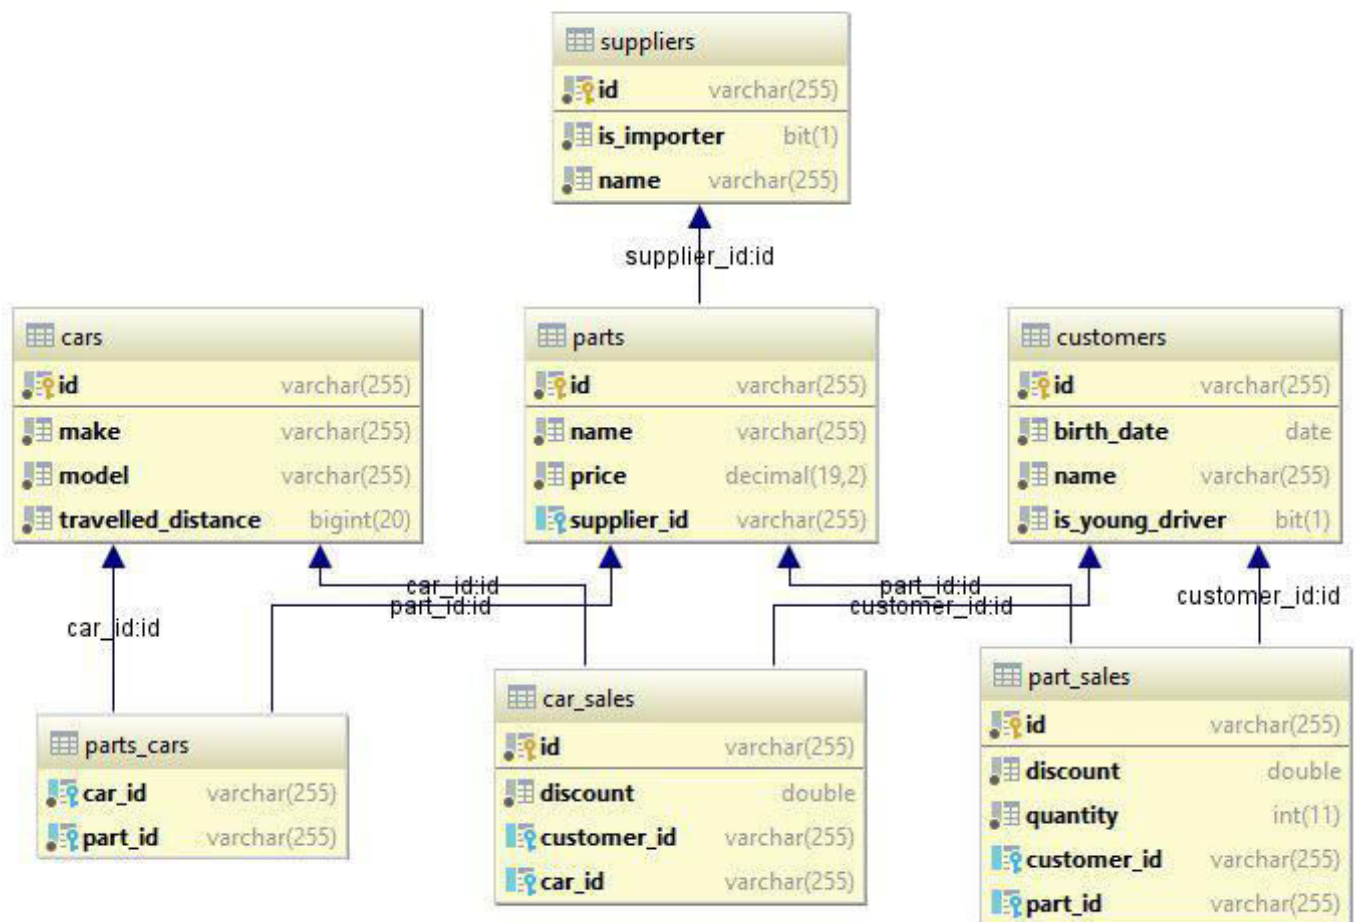 suppliers
id varchar(255)
is_importer bit(1)
name varchar(255)
supplier_id:id
cars
id varchar(255)
make varchar(255)
model varchar(255)
travelled_distance bigint(20)
parts
id varchar(255)
name varchar(255)
price decimal(19,2)
supplier_id varchar(255)
customers
id varchar(255)
birth_date date
name varchar(255)
is_young_driver bit(1)
car_id:id
part_id:id
car_id:id
part_id:id
customer_id:id
customer_id:id
parts_cars
car_id varchar(255)
part_id varchar(255)
car_sales
id varchar(255)
discount double
customer_id varchar(255)
car_id varchar(255)
part_sales
id varchar(255)
discount double
quantity int(11)
customer_id varchar(255)
part_id varchar(255)